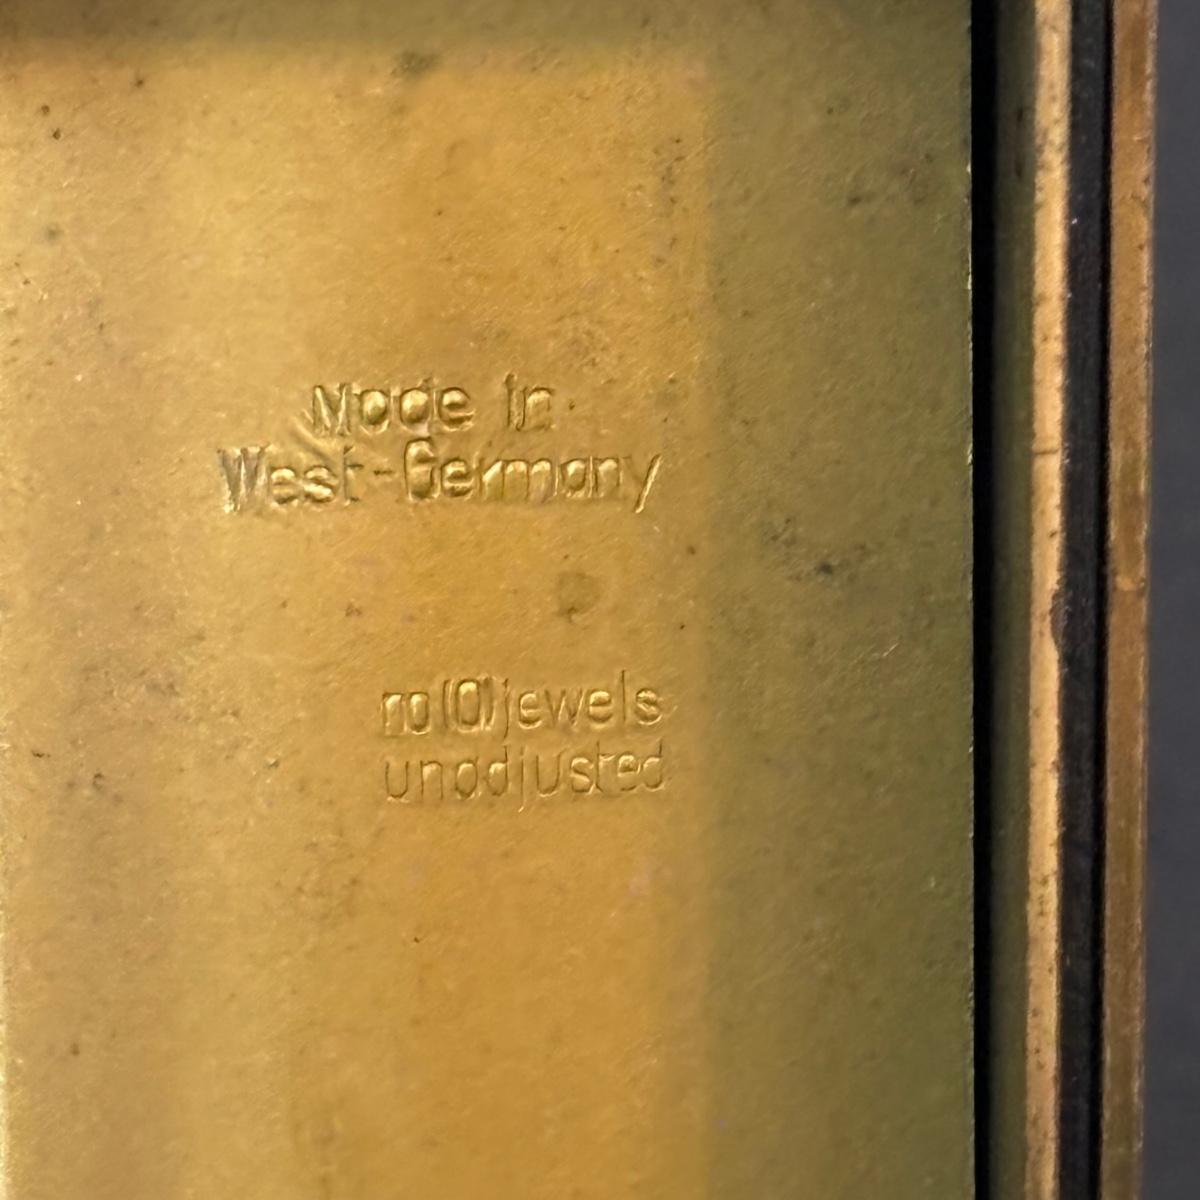 Made in
West-Germany
no (0) jewels
unadjusted